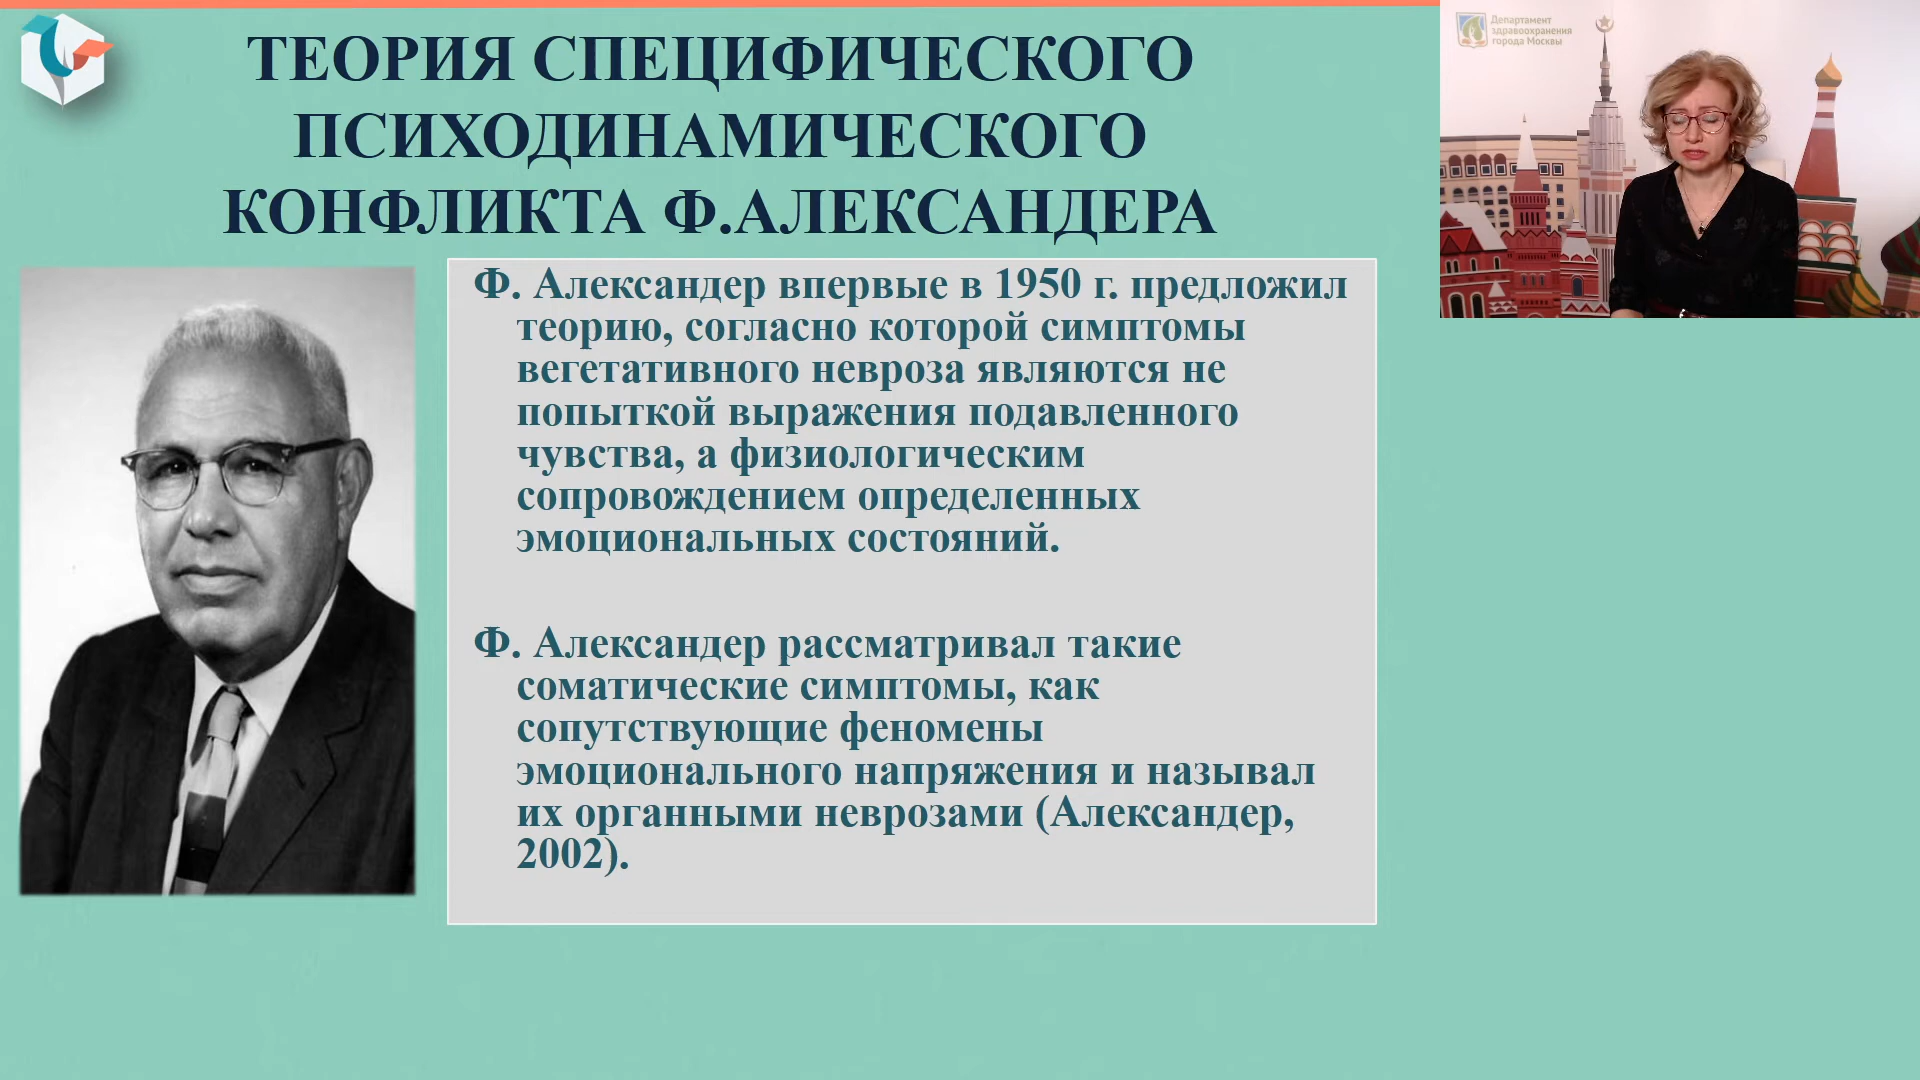 ТЕОРИЯ СПЕЦИФИЧЕСКОГО
ПСИХОДИНАМИЧЕСКОГО
КОНФЛИКТА Ф.АЛЕКСАНДЕРА
Ф. Александер впервые в 1950 г. предложил
теорию, согласно которой симптомы
вегетативного невроза являются не
попыткой выражения подавленного
чувства, а физиологическим
сопровождением определенных
эмоциональных состояний.
Ф. Александер рассматривал такие
соматические симптомы, как
сопутствующие феномены
эмоционального напряжения и называл
их органными неврозами (Александер,
2002).
Департамент
здравоохранения
города Москвы